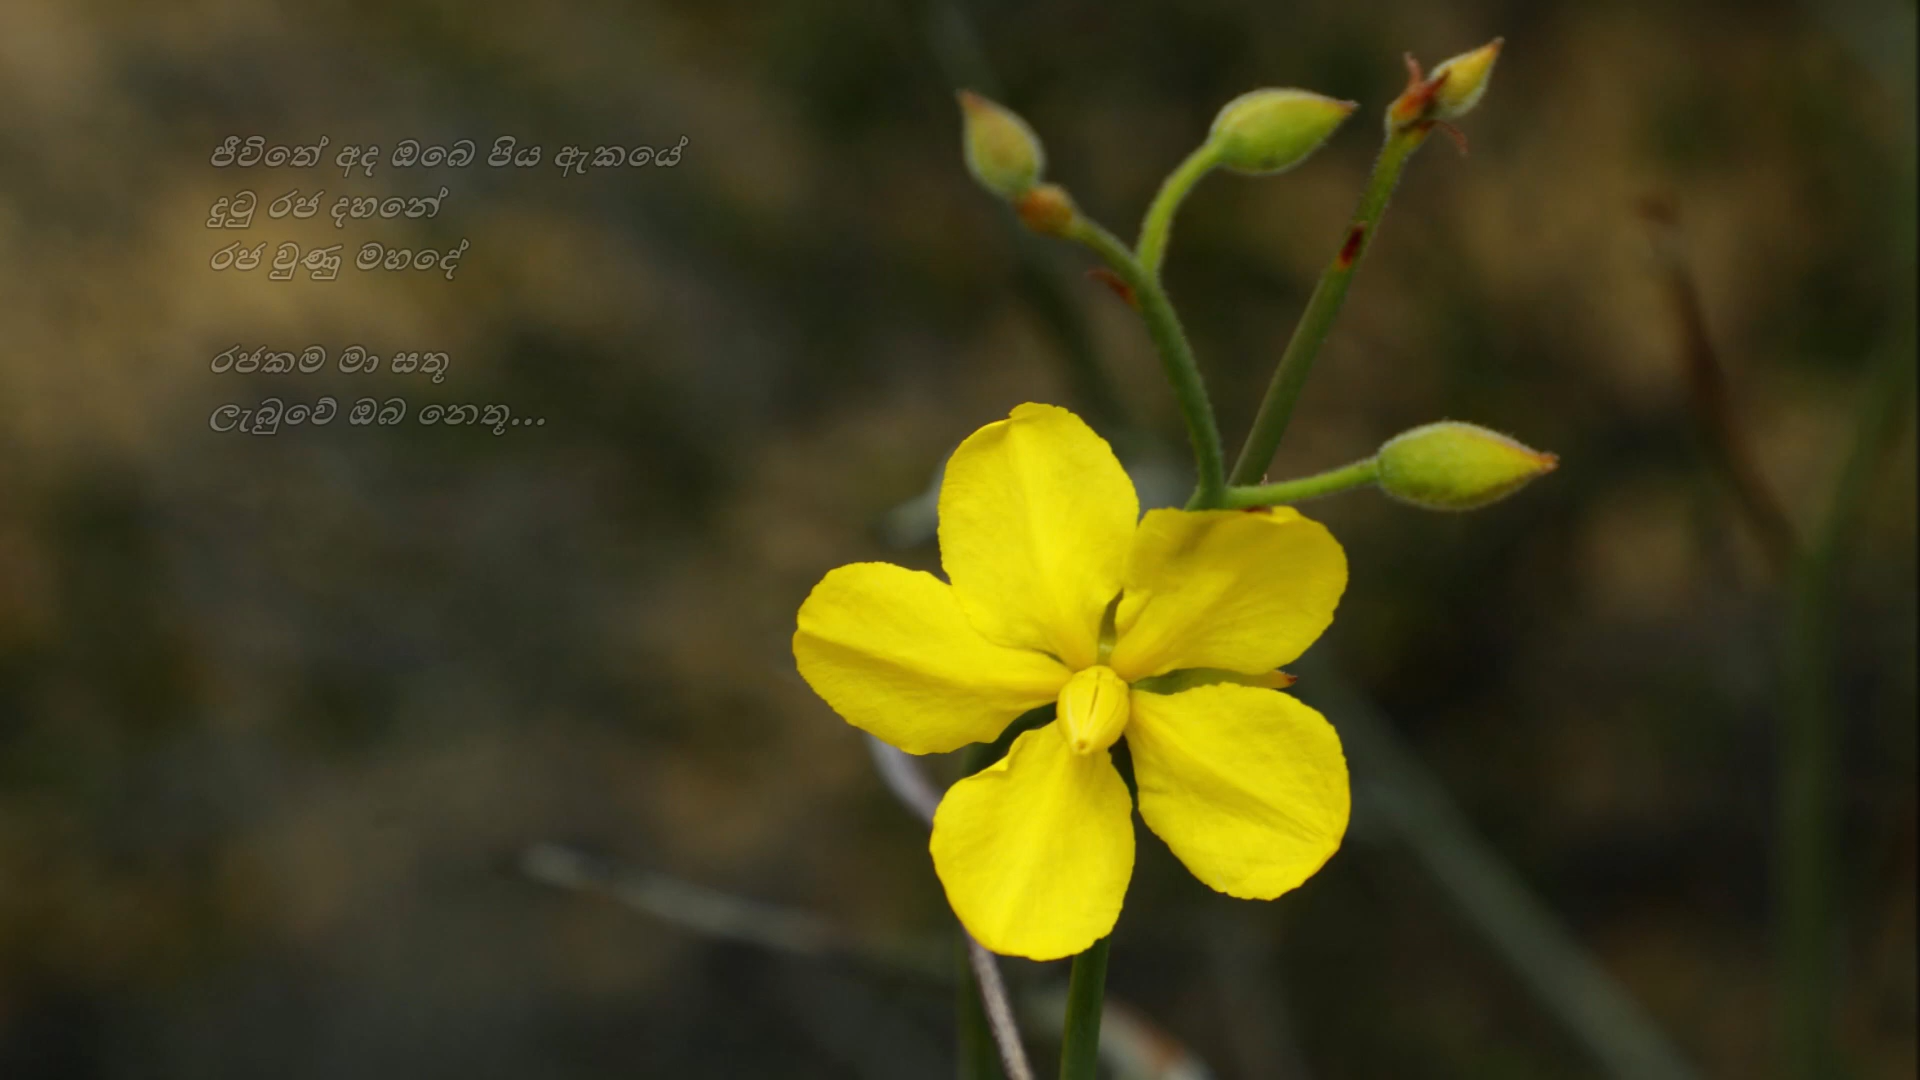 ජීවිතේ අද ඔබෙ පිය ඇකයේ
දුටු රජ දහනේ
රජ වුණු මහදේ
රජකම මා සතූ
ලැබුවේ ඔබ නෙතූ...